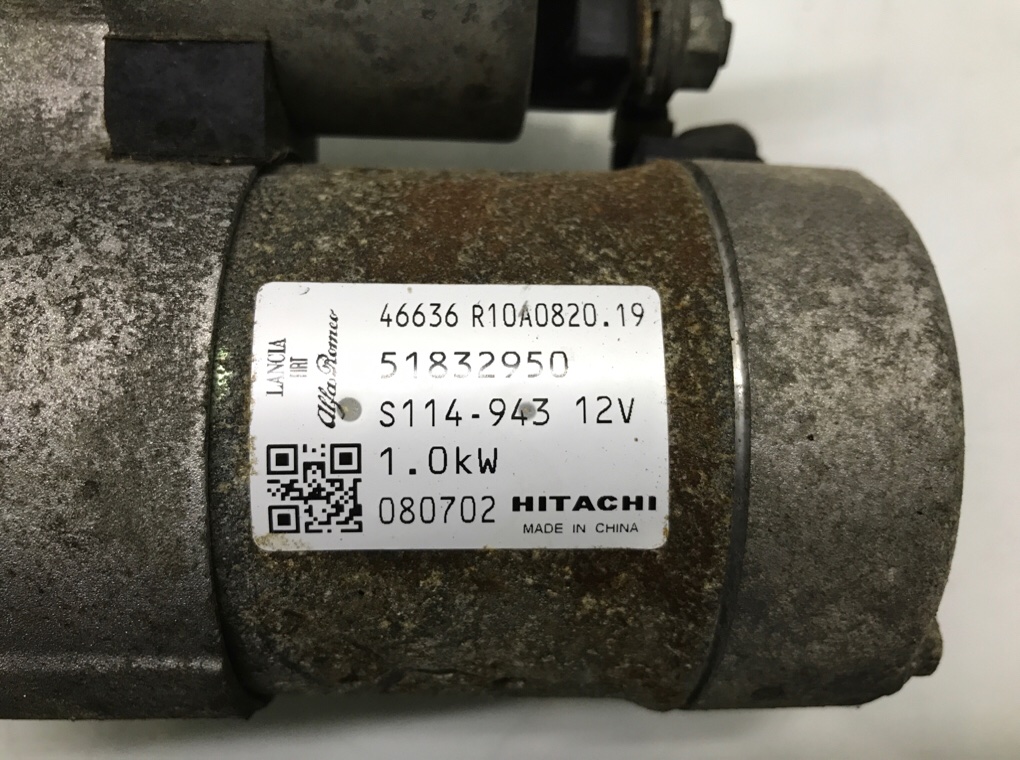 46636 R10A0820.19
LANCIA
FIAT
Alfa Romeo
51832950
S114-943 12V
1.0kW
080702 HITACHI
MADE IN CHINA